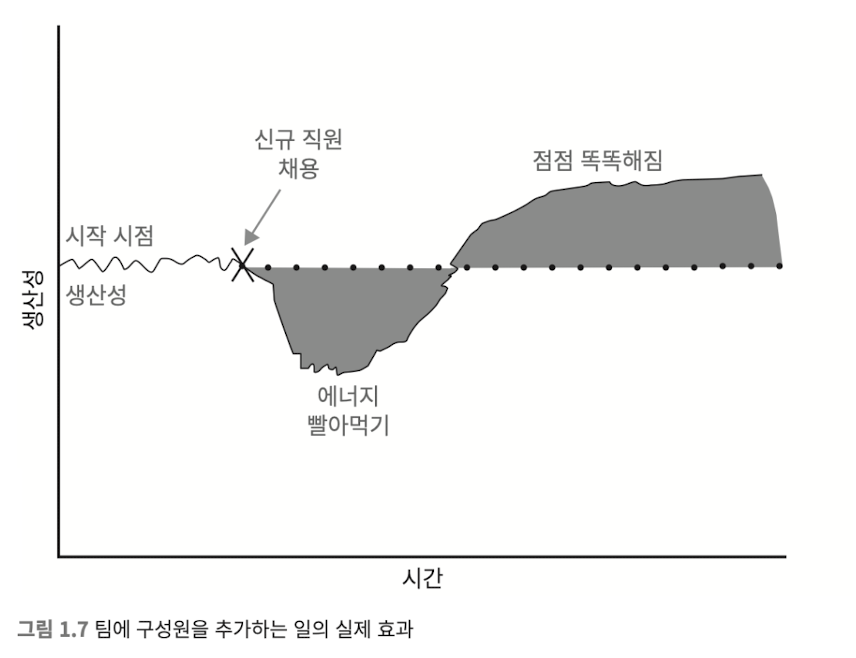 신규 직원
채용
점점 똑똑해짐
시작 시점
생산성
생산성
에너지
빨아먹기
시간
그림 1.7 팀에 구성원을 추가하는 일의 실제 효과